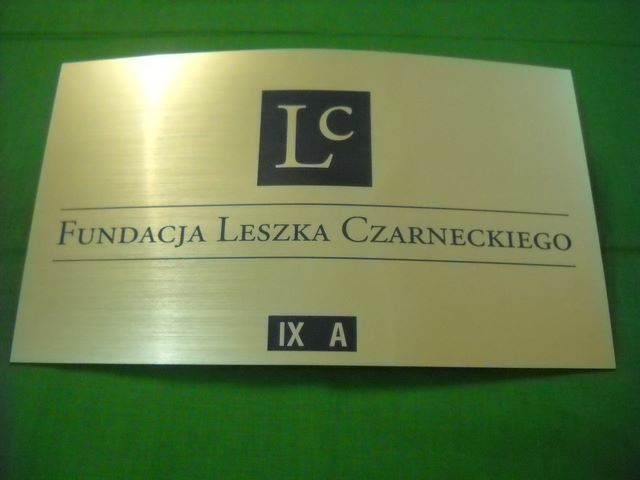 LC
FUNDACJA LESZKA CZARNECKIEGO
IX A